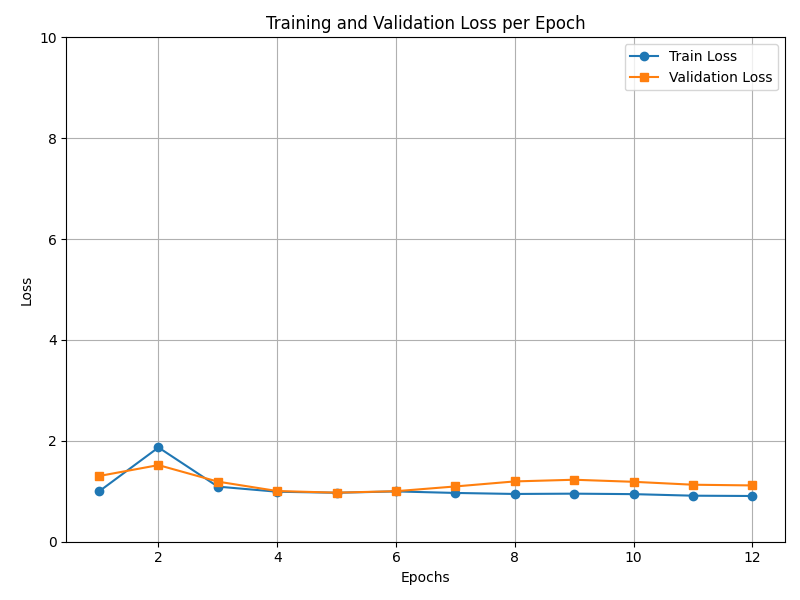 Training and Validation Loss per Epoch
10
8
6
4
2
0
Loss
Train Loss
Validation Loss
2 4 6 8 10 12
Epochs